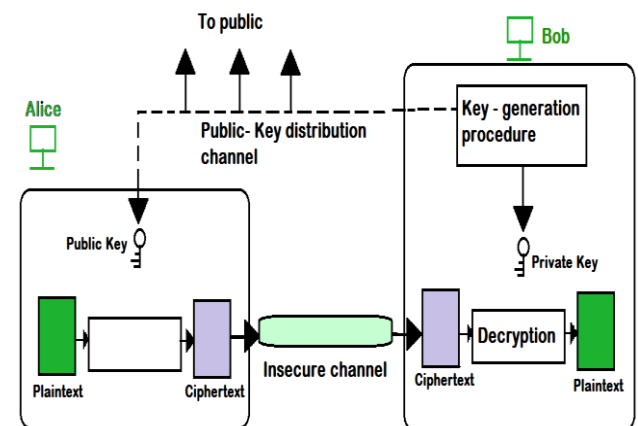 To public
Bob
Alice
Key - generation
procedure
Public- Key distribution
channel
Public Key
Private Key
Decryption
Insecure channel
Plaintext
Ciphertext
Ciphertext
Plaintext